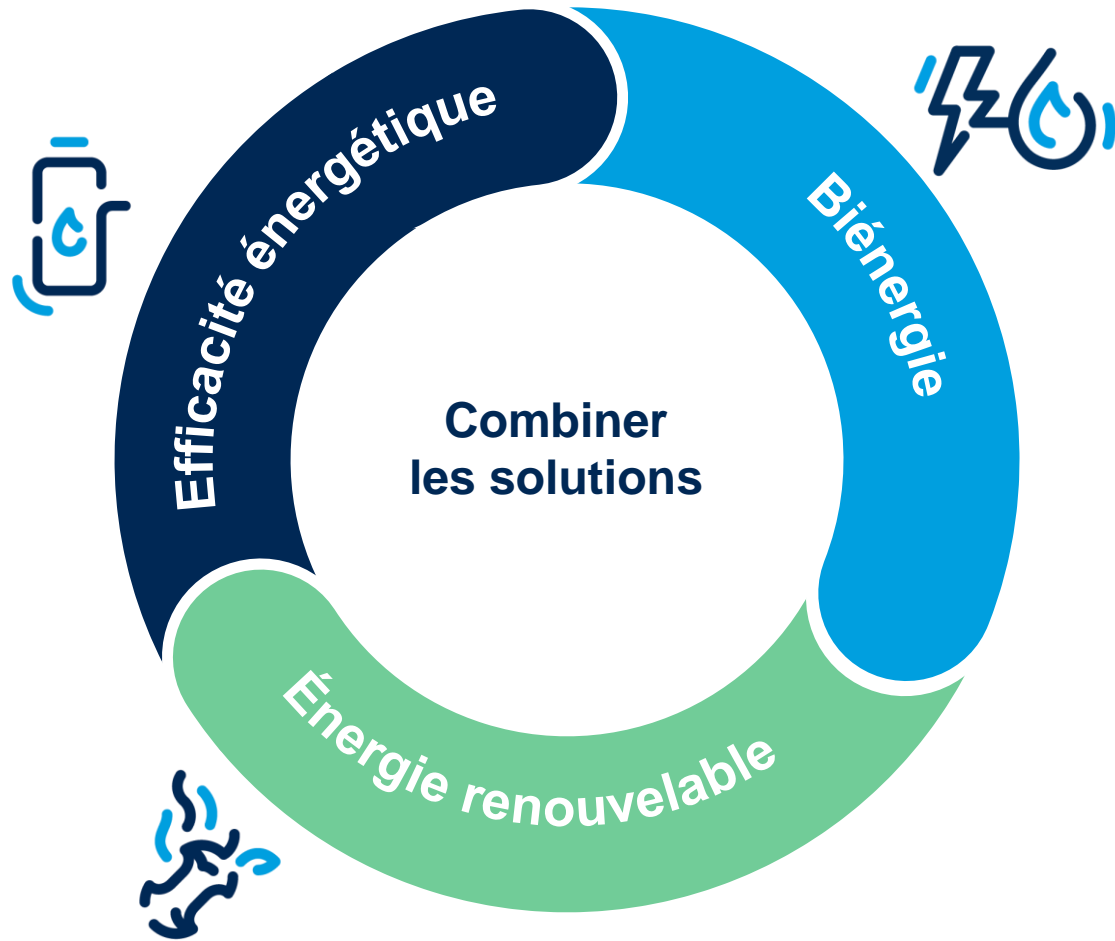 Efficacité énergétique
Biénergie
Combiner
les solutions
Énergie renouvelable